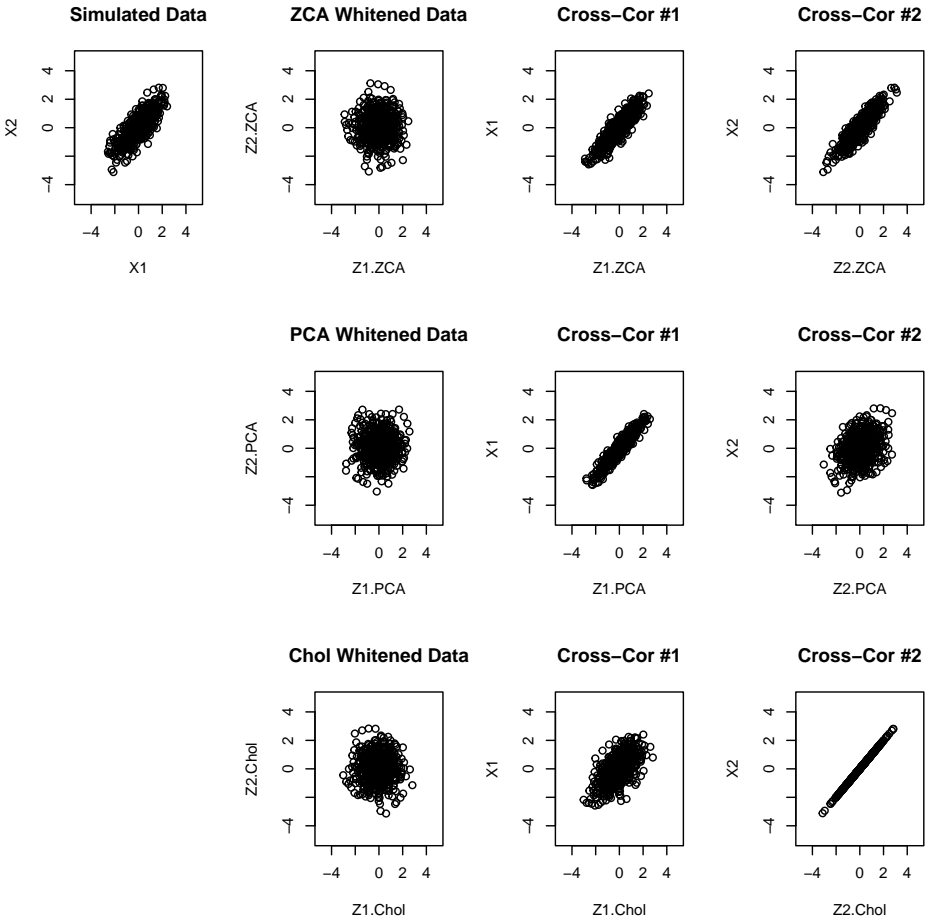 Simulated Data
X2
4
2
0
−4
−4 0 2 4
X1
ZCA Whitened Data
Z2.ZCA
4
2
0
−4
−4 0 2 4
Z1.ZCA
Cross−Cor #1
X1
4
2
0
−4
−4 0 2 4
Z1.ZCA
Cross−Cor #2
X2
4
2
0
−4
−4 0 2 4
Z2.ZCA
PCA Whitened Data
Z2.PCA
4
2
0
−4
−4 0 2 4
Z1.PCA
Cross−Cor #1
X1
4
2
0
−4
−4 0 2 4
Z1.PCA
Cross−Cor #2
X2
4
2
0
−4
−4 0 2 4
Z2.PCA
Chol Whitened Data
Z2.Chol
4
2
0
−4
−4 0 2 4
Z1.Chol
Cross−Cor #1
X1
4
2
0
−4
−4 0 2 4
Z1.Chol
Cross−Cor #2
X2
4
2
0
−4
−4 0 2 4
Z2.Chol